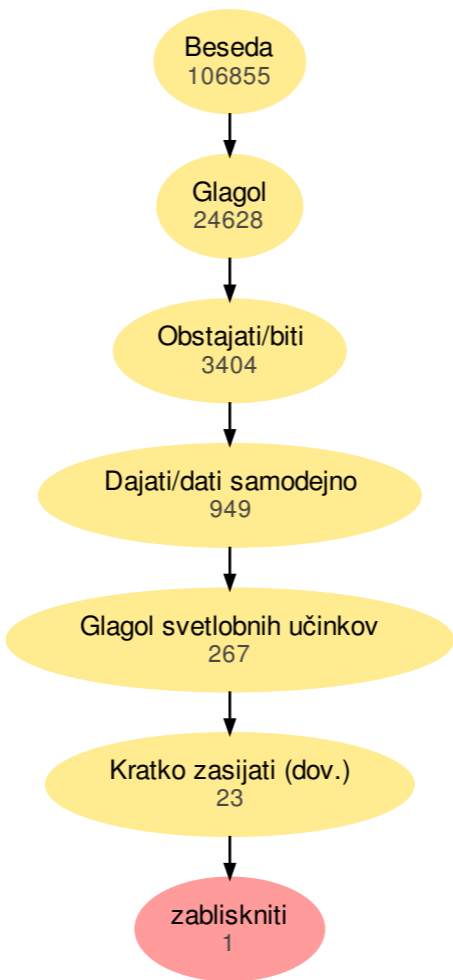 Beseda
106855
Glagol
24628
Obstajati/biti
3404
Dajati/dati samodejno
949
Glagol svetlobnih učinkov
267
Kratko zasijati (dov.)
23
zabliskniti
1